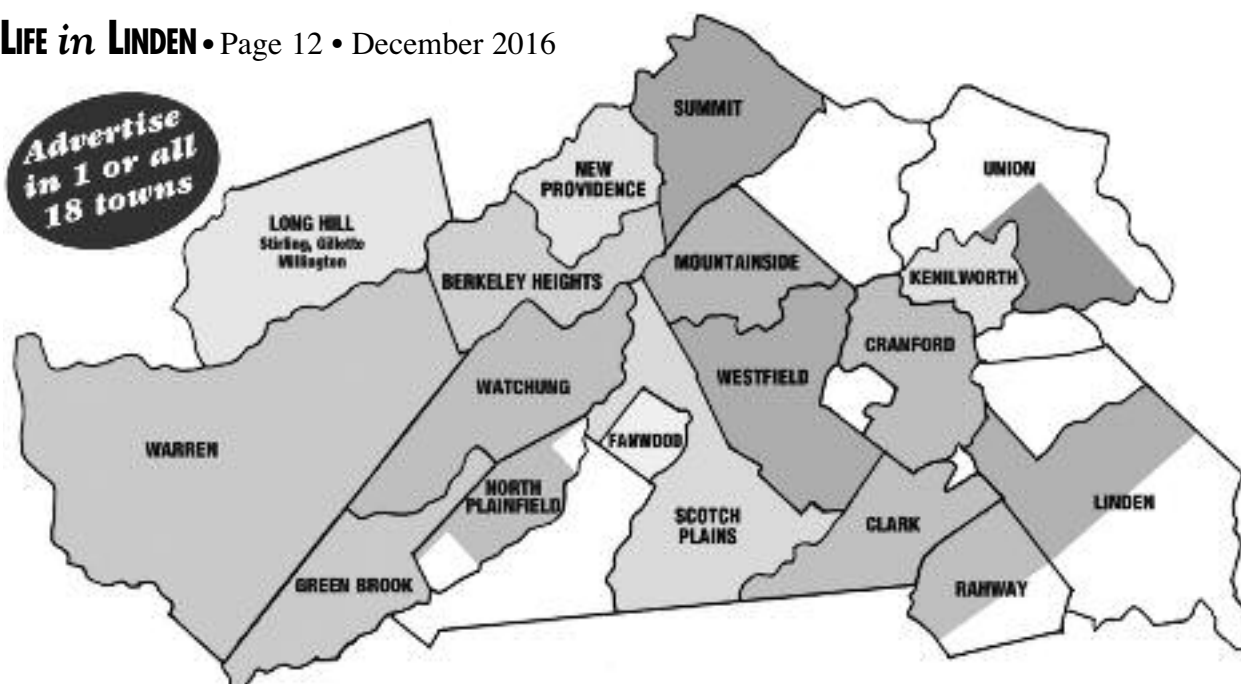 LIFE in LINDEN • Page 12 • December 2016
Advertise
in 1 or all
18 towns
SUMMIT
NEW
PROVIDENCE
UNION
LONG HILL
Stirling, Gillette
Millington
BERKELEY HEIGHTS
MOUNTAINSIDE
KENILWORTH
CRANFORD
WATCHUNG
WESTFIELD
WARREN
FANWOOD
NORTH
PLAINFIELD
SCOTCH
PLAINS
CLARK
LINDEN
GREEN BROOK
RAHWAY